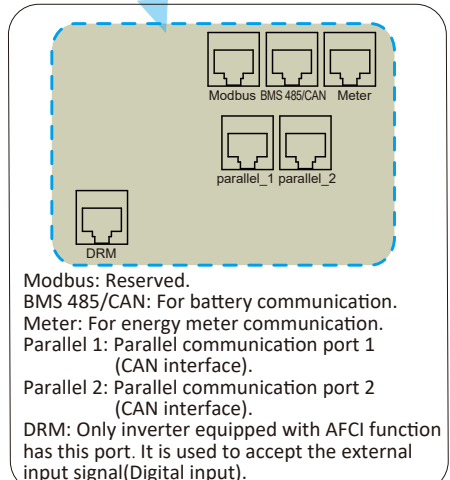 Modbus BMS 485/CAN Meter
parallel_1 parallel_2
DRM
Modbus: Reserved.
BMS 485/CAN: For battery communication.
Meter: For energy meter communication.
Parallel 1: Parallel communication port 1
(CAN interface).
Parallel 2: Parallel communication port 2
(CAN interface).
DRM: Only inverter equipped with AFCI function
has this port. It is used to accept the external
input signal(Digital input).